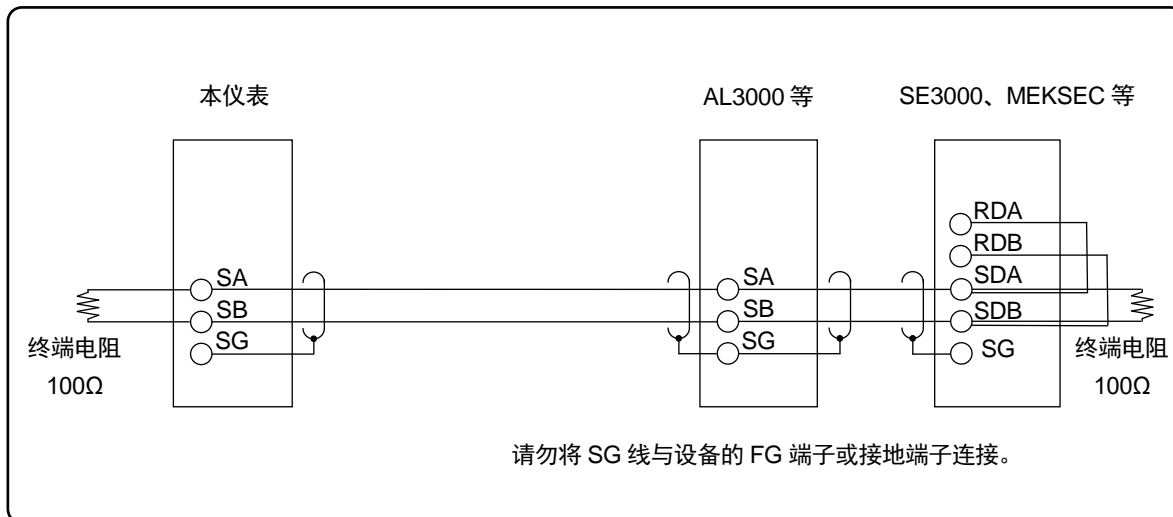 本仪表
AL3000 等
SE3000、MEKSEC 等
SA
SB
SG
终端电阻
100Ω
SA
SB
SG
RDA
RDB
SDA
SDB
SG
终端电阻
100Ω
请勿将 SG 线与设备的 FG 端子或接地端子连接。